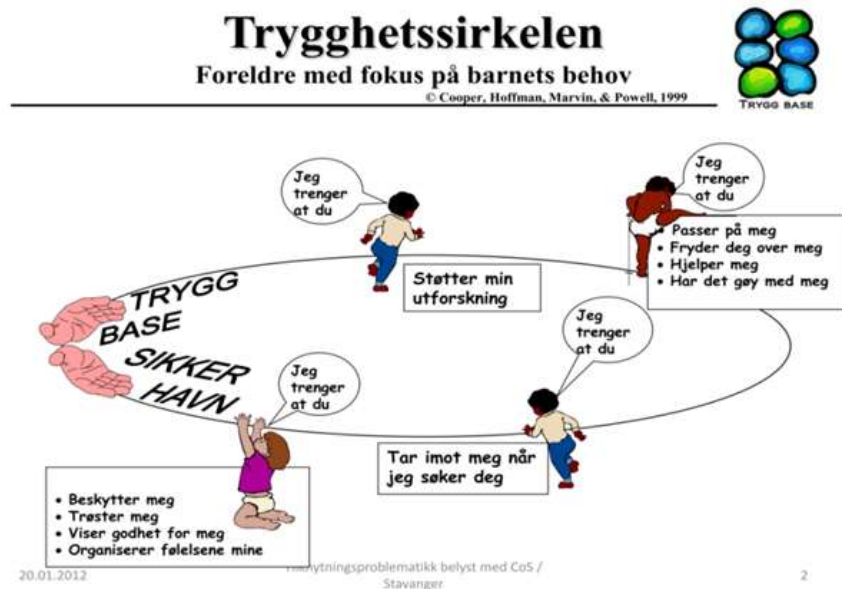 Trygghetssirkelen
Foreldre med fokus på barnets behov
© Cooper, Hoffman, Marvin, & Powell, 1999
TRYGG BASE
Jeg
trenger
at du
Støtter min
utforskning
Jeg
trenger
at du
• Passer på meg
• Fryder deg over meg
• Hjelper meg
• Har det gøy med meg
TRYGG
BASE
SIKKER
HAVN
Jeg
trenger
at du
Tar imot meg når
jeg søker deg
Jeg
trenger
at du
• Beskytter meg
• Trøster meg
• Viser godhet for meg
• Organiserer følelsene mine
20.01.2012
belyst med CoS /
Stavanger
2